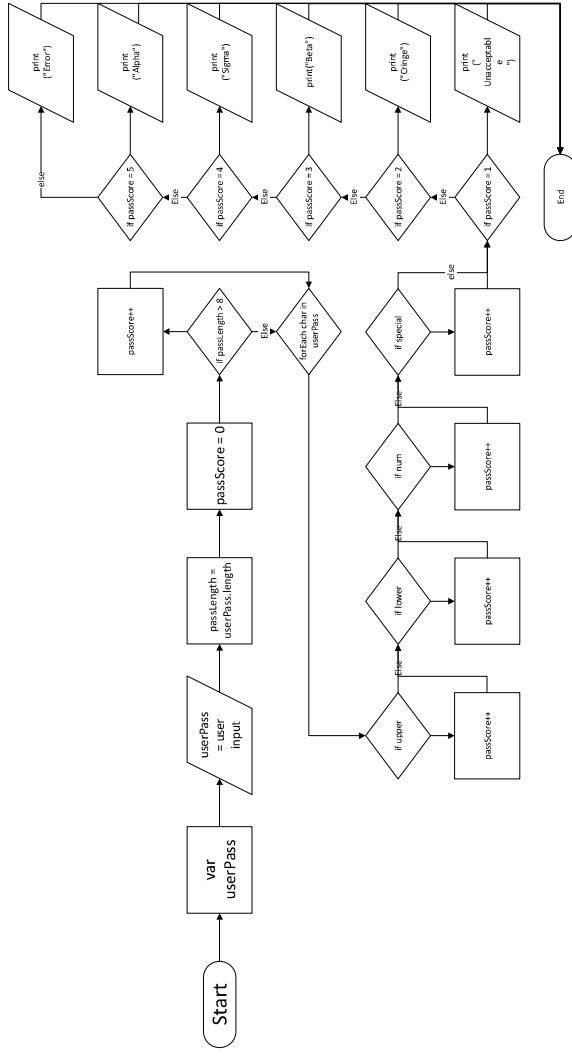 Start
var
userPass
userPass
= user
input
passLength =
userPass.length
passScore = 0
if passLength > 8
Else
passScore++
forEach char in
userPass
if upper
Else
passScore++
if lower
Else
passScore++
if num
Else
passScore++
if special
else
passScore++
if passScore = 1
Else
print
("
Unacceptabl
e
")
if passScore = 2
Else
print
("Cringe")
if passScore = 3
Else
print("Beta")
if passScore = 4
Else
print
("Sigma")
if passScore = 5
else
print
("Alpha")
print
("Error")
End